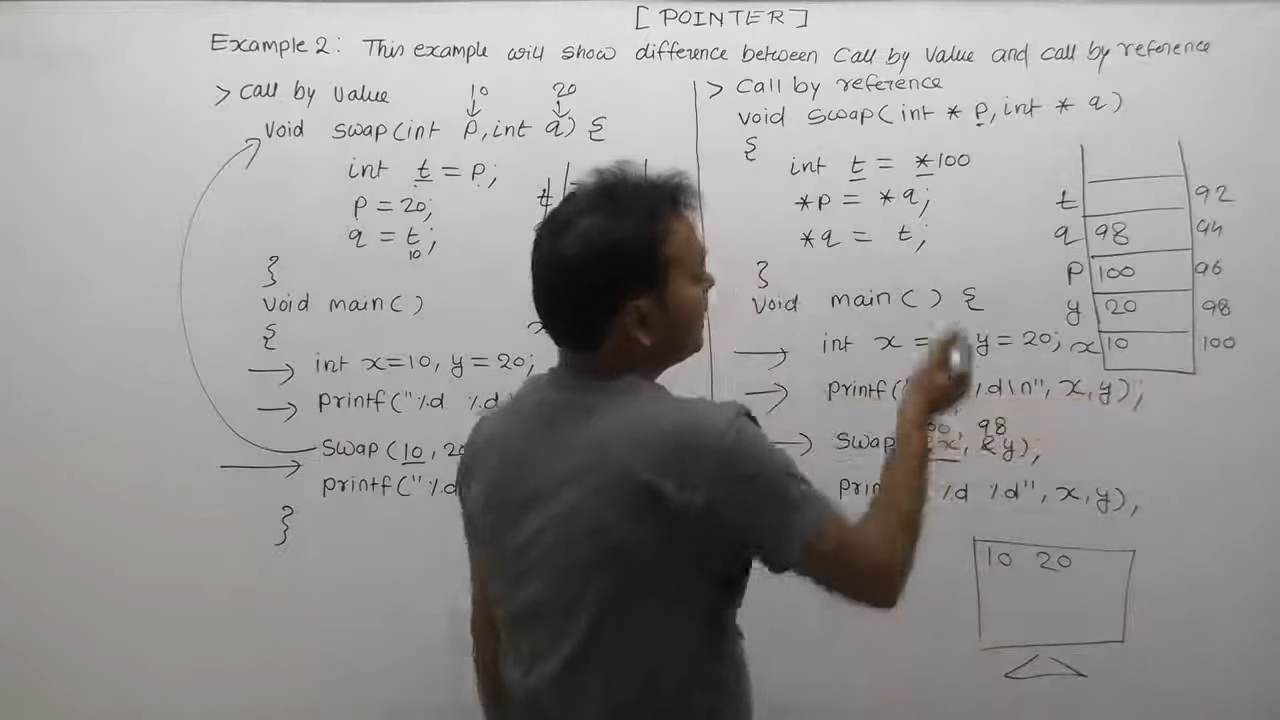 [ POINTER ]
Example 2: This example will show difference between Call by Value and call by reference
> Call by Value
10 20
void swap(int p, int q) {
int t = p;
p = 20;
q = t;
10
}
void main( )
{
int x=10, y=20;
printf("%d %d
swap(10, 20
printf("%d
}
> Call by reference
void swap( int * p, int * q )
{
int t = *100
*p = *q;
*q = t;
}
void main( ) {
int x = y = 20;
printf( %d\n", x, y);
98
swap x, &y);
%d %d", x, y),
t
t 92
q 98 94
p 100 96
y 20 98
x 10 100
10 20